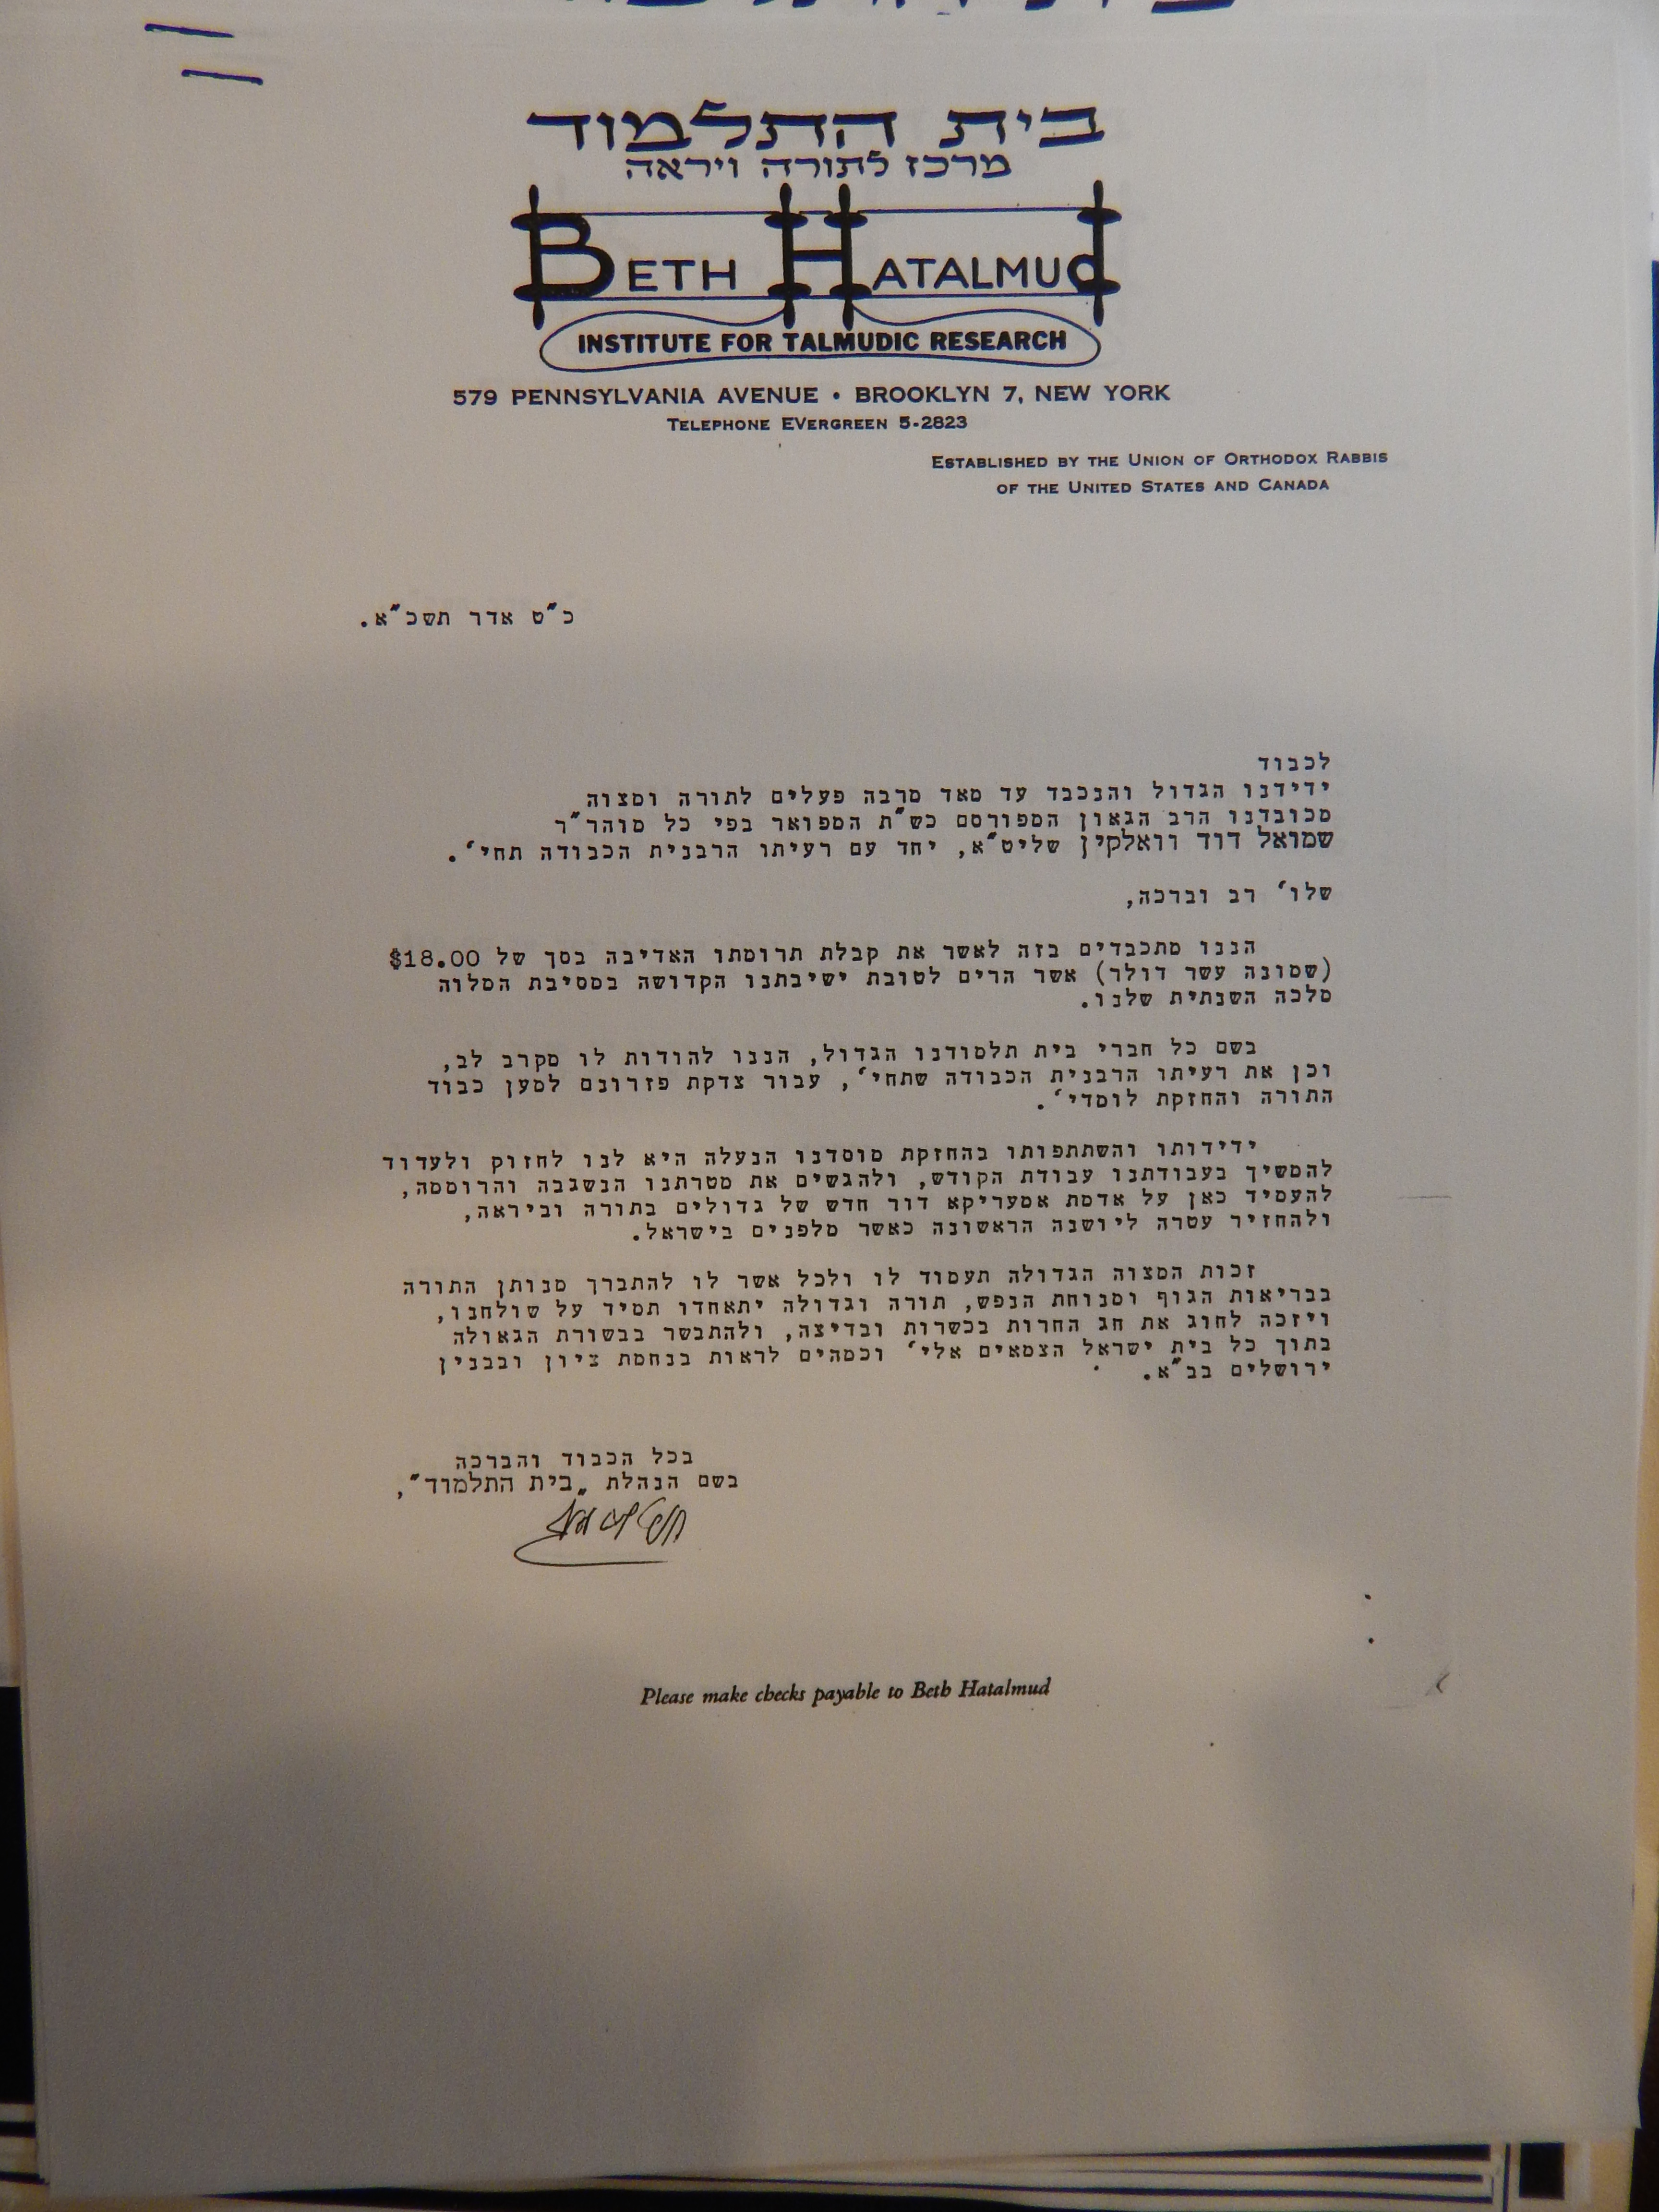 בית התלמוד
מרכז לתורה ויראה
BETH HATALMUd
INSTITUTE FOR TALMUDIC RESEARCH
579 PENNSYLVANIA AVENUE • BROOKLYN 7, NEW YORK
TELEPHONE EVERGREEN 5-2823
ESTABLISHED BY THE UNION OF ORTHODOX RABBIS
OF THE UNITED STATES AND CANADA
כ״ט אדר תשכ״א.
לכבוד
ידידנו הגדול והנכבד עד מאד מרבה פעלים לתורה ומצוה
מכובדנו הרב הגאון המפורסם כש״ת המפואר בפי כל מוהר״ר
שמואל דוד וואלקין שליט״א, יחד עם רעיתו הרבנית הכבודה תחי׳.
שלו׳ רב וברכה,
הננו מתכבדים בזה לאשר את קבלת תרומתו האדיבה בסך של $18.00
(שמונה עשר דולר) אשר הרים לטובת ישיבתנו הקדושה במסיבת המלוה
מלכה השנתית שלנו.
בשם כל חברי בית תלמודנו הגדול, הננו להודות לו מקרב לב,
וכן את רעיתו הרבנית הכבודה שתחי׳, עבור צדקת פזרונם למען כבוד
התורה והחזקת לומדי׳.
ידידותו והשתתפותו בהחזקת מוסדנו הנעלה היא לנו לחזוק ולעדוד
להמשיך בעבודתנו עבודת הקודש, ולהגשים את מטרתנו הנשגבה והרוממה,
להעמיד כאן על אדמת אמעריקא דור חדש של גדולים בתורה וביראה,
ולהחזיר עטרה ליושנה הראשונה כאשר מלפנים בישראל.
זכות המצוה הגדולה תעמוד לו ולכל אשר לו להתברך מנותן התורה
בבריאות הגוף ומנוחת הנפש, תורה וגדולה יתאחדו תמיד על שולחנו,
ויזכה לחוג את חג החרות בכשרות ובדיצה, ולהתבשר בבשורת הגאולה
בתוך כל בית ישראל הצמאים אלי׳ וכמהים לראות בנחמת ציון ובבנין
ירושלים בב״א.
בכל הכבוד והברכה
בשם הנהלת „בית התלמוד״,
Please make checks payable to Beth Hatalmud